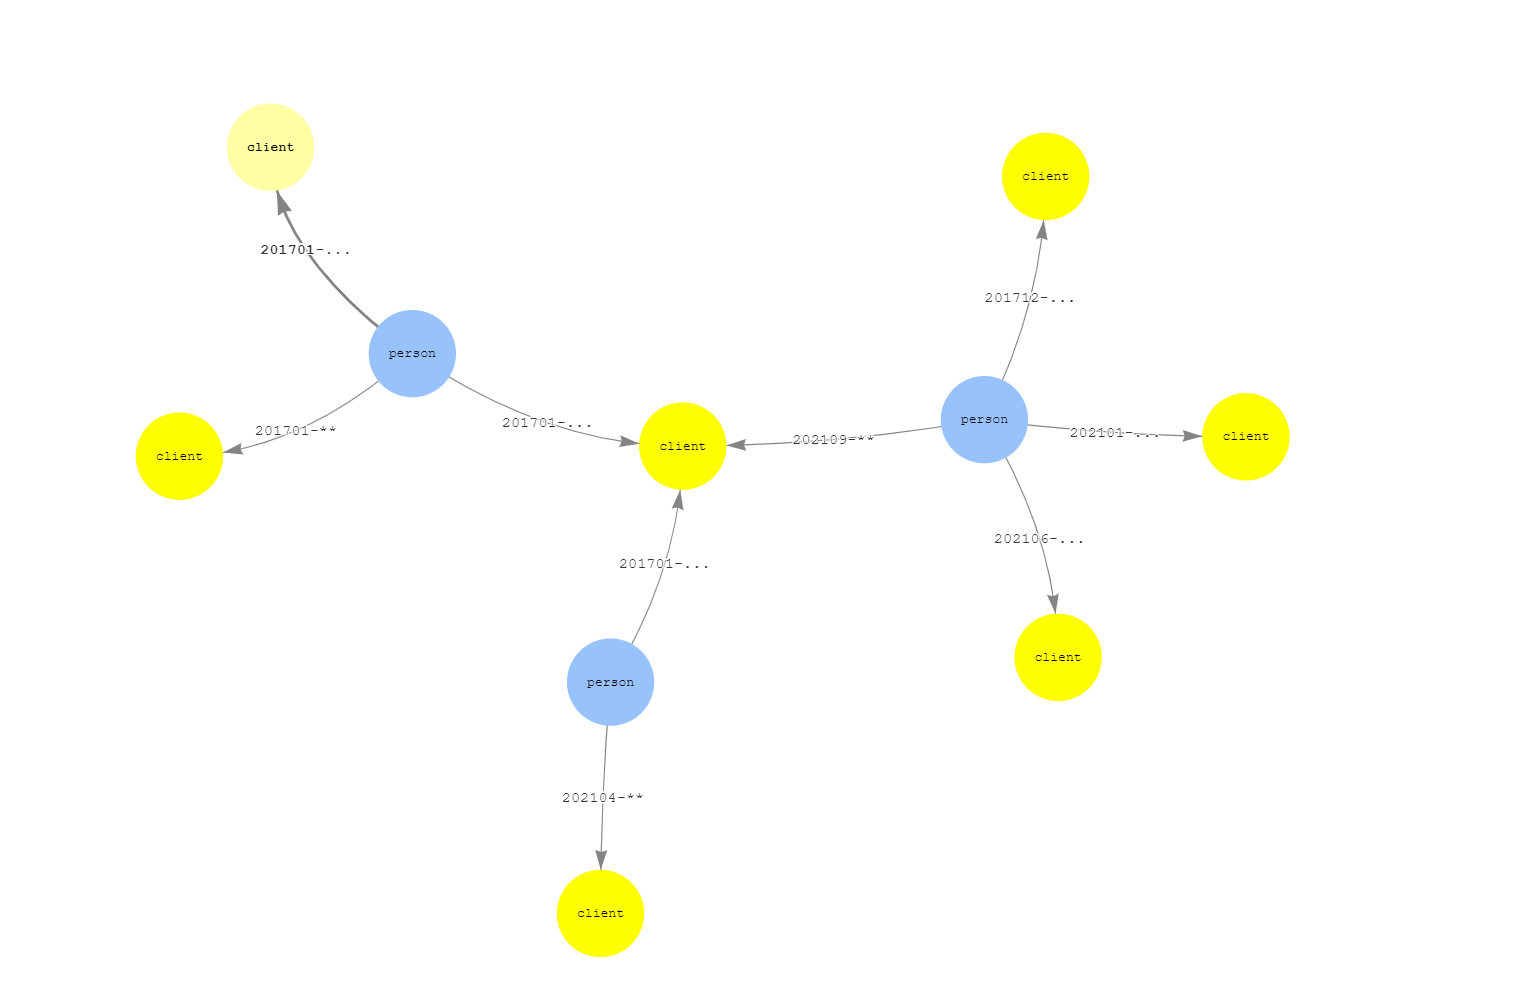 client
client
201701-...
201712-...
person
client
person
201701-...
client
202109-**
202101-...
201701-**
client
client
202106-...
201701-...
client
person
202104-**
client